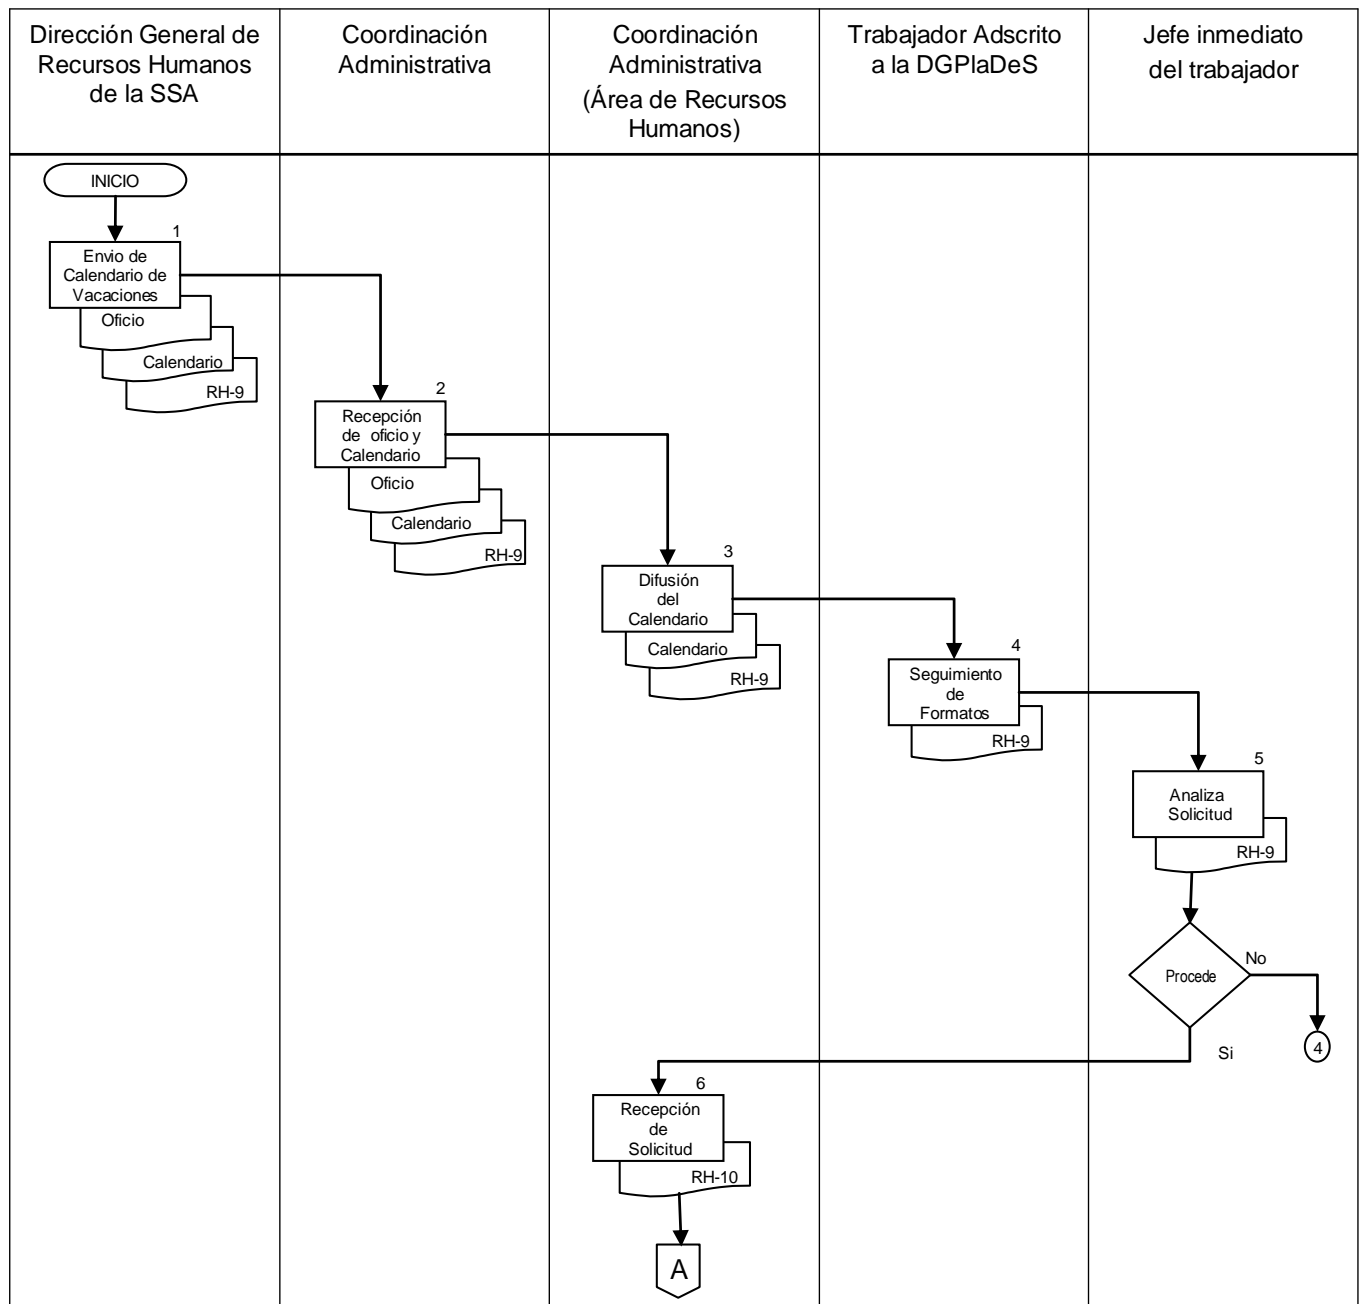 Dirección General de
Recursos Humanos
de la SSA
Coordinación
Administrativa
Coordinación
Administrativa
(Área de Recursos
Humanos)
Trabajador Adscrito
a la DGPlaDeS
Jefe inmediato
del trabajador
INICIO
1
Envio de
Calendario de
Vacaciones
Oficio
Calendario
RH-9
2
Recepción
de oficio y
Calendario
Oficio
Calendario
RH-9
3
Difusión
del
Calendario
Calendario
RH-9
4
Seguimiento
de
Formatos
RH-9
5
Analiza
Solicitud
RH-9
Procede
No
4
Si
6
Recepción
de
Solicitud
RH-10
A